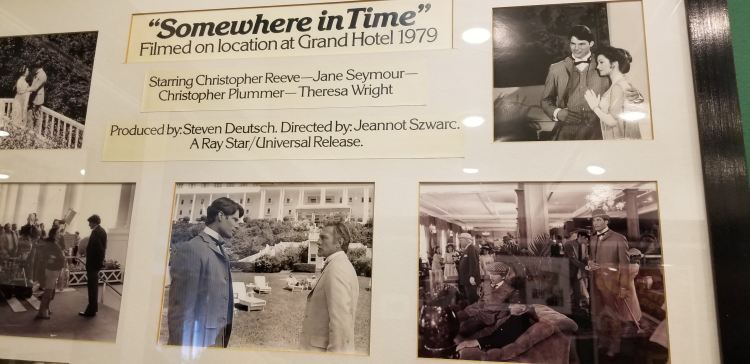 "Somewhere in Time"
Filmed on location at Grand Hotel 1979
Starring Christopher Reeve—Jane Seymour—
Christopher Plummer—Theresa Wright
Produced by: Steven Deutsch. Directed by: Jeannot Szwarc.
A Ray Star/Universal Release.